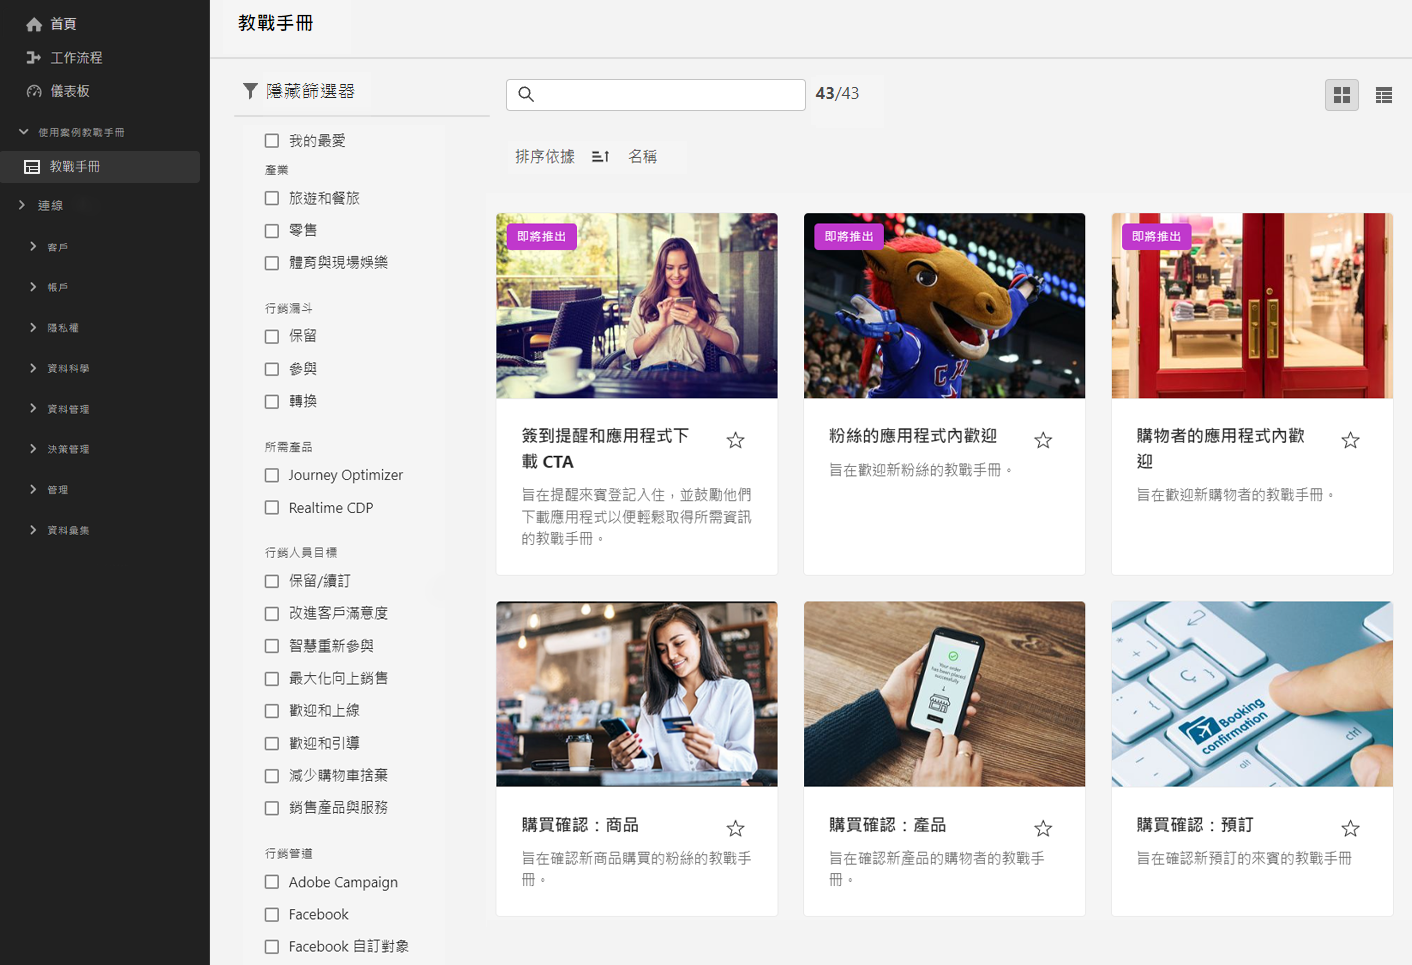 首頁
工作流程
儀表板
使用案例教戰手冊
教戰手冊
連線
客戶
帳戶
隱私權
資料科學
資料管理
決策管理
管理
資料彙集
教戰手冊
隱藏篩選器
我的最愛
產業
旅遊和餐旅
零售
體育與現場娛樂
行銷漏斗
保留
參與
轉換
所需產品
Journey Optimizer
Realtime CDP
行銷人員目標
保留/續訂
改進客戶滿意度
智慧重新參與
最大化向上銷售
歡迎和上線
歡迎和引導
減少購物車捨棄
銷售產品與服務
行銷管道
Adobe Campaign
Facebook
Facebook 自訂對象
43/43
排序依據 名稱
即將推出
簽到提醒和應用程式下
載 CTA
旨在提醒來賓登記入住，並鼓勵他們
下載應用程式以便輕鬆取得所需資訊
的教戰手冊。
即將推出
粉絲的應用程式內歡迎
旨在歡迎新粉絲的教戰手冊。
即將推出
購物者的應用程式內歡
迎
旨在歡迎新購物者的教戰手冊。
購買確認：商品
旨在確認新商品購買的粉絲的教戰手
冊。
Your order
has been placed
successfully
購買確認：產品
旨在確認新產品的購物者的教戰手
冊。
Booking
confirmation
ctrl
alt
購買確認：預訂
旨在確認新預訂的來賓的教戰手冊